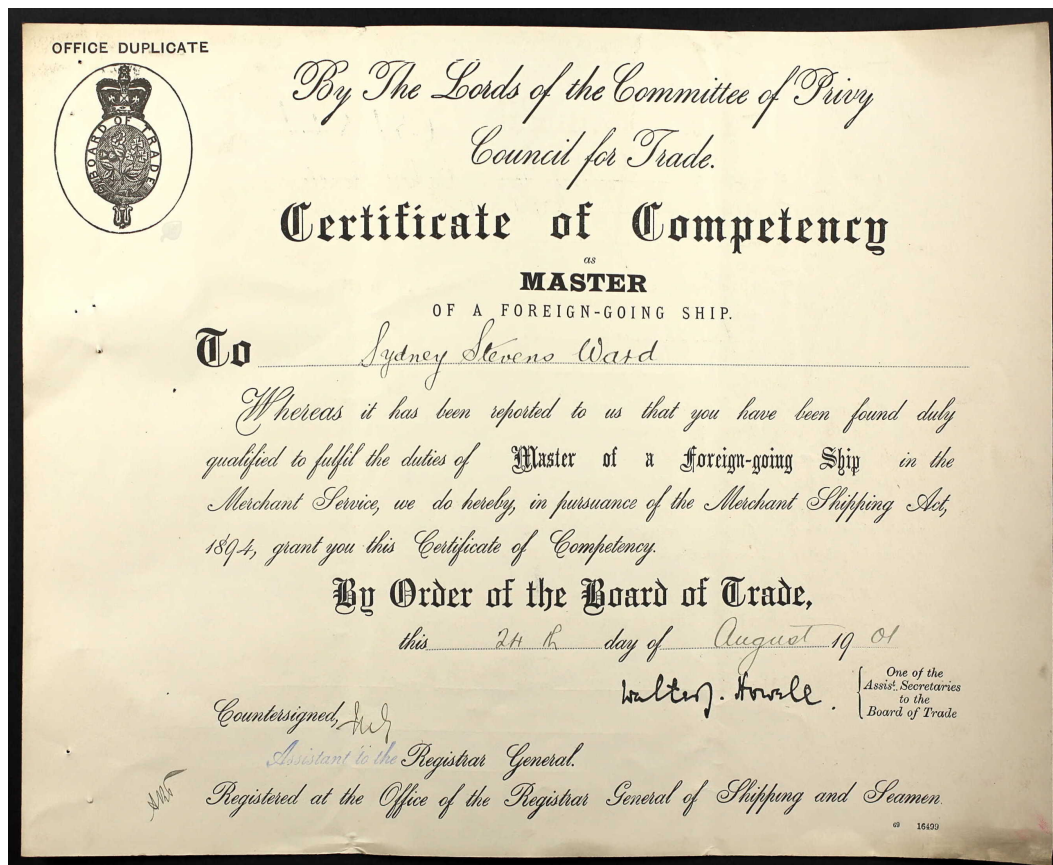 OFFICE DUPLICATE
BOARD OF TRADE
By The Lords of the Committee of Privy
Council for Trade.
Certificate of Competency
as
MASTER
OF A FOREIGN-GOING SHIP.
To Sydney Stevens Ward
Whereas it has been reported to us that you have been found duly
qualified to fulfil the duties of Master of a Foreign-going Ship in the
Merchant Service, we do hereby, in pursuance of the Merchant Shipping Act,
1894, grant you this Certificate of Competency.
By Order of the Board of Trade,
this 24th day of August 1901
Walter J. Howell.
One of the
Assist. Secretaries
to the
Board of Trade
Countersigned,
Assistant to the Registrar General.
Registered at the Office of the Registrar General of Shipping and Seamen.
16499